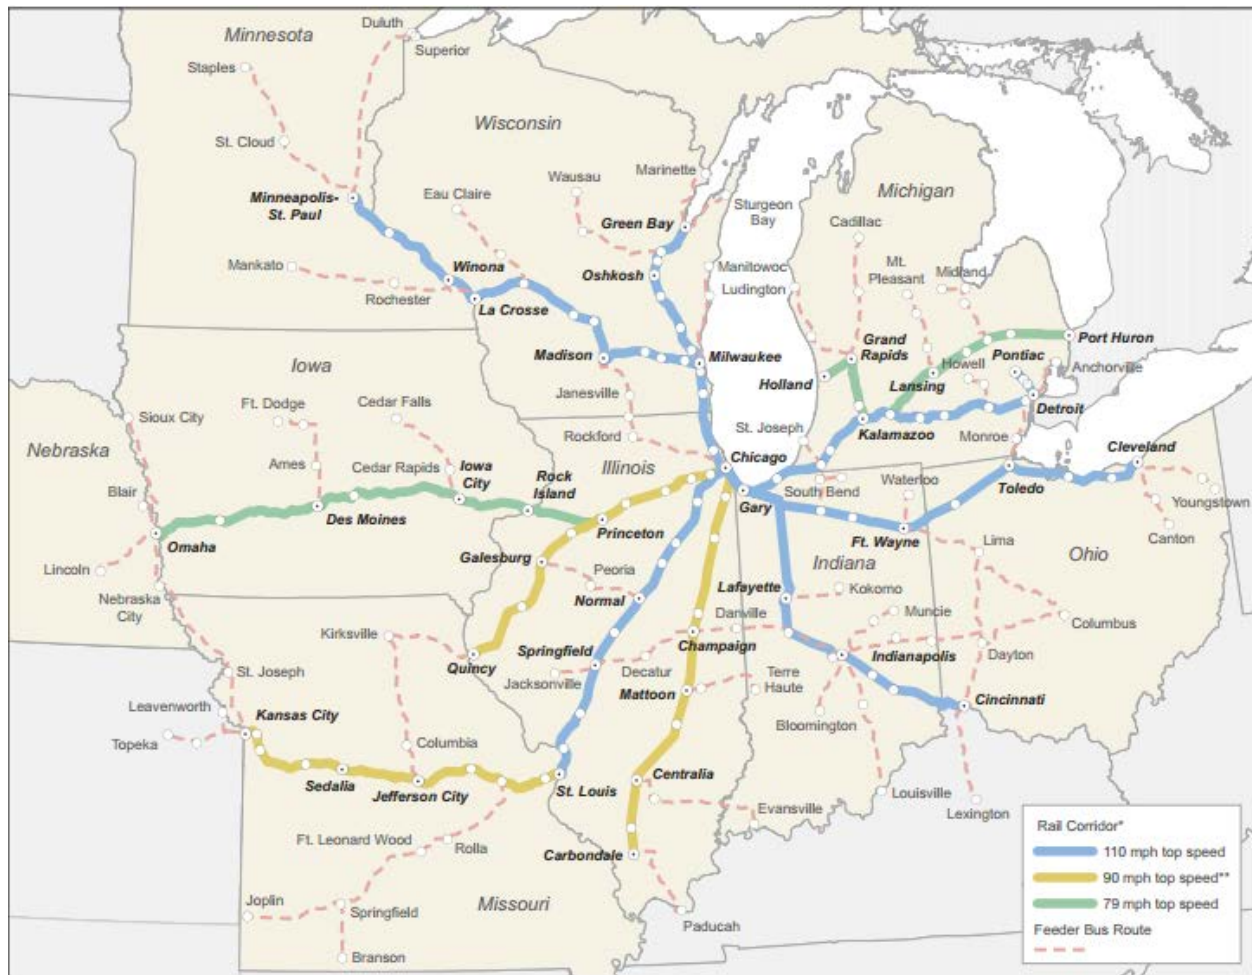 Duluth
Minnesota
Superior
Staples
Wisconsin
St. Cloud
Wausau
Marinette
Michigan
Minneapolis-
St. Paul
Eau Claire
Sturgeon
Bay
Green Bay
Cadillac
Mankato
Winona
Oshkosh
Manitowoc
Mt.
Pleasant
Midland
Ludington
Rochester
La Crosse
Port Huron
Madison
Milwaukee
Grand
Rapids
Pontiac
Iowa
Howell
Anchorville
Holland
Lansing
Janesville
Sioux City
Ft. Dodge
Cedar Falls
Detroit
St. Joseph
Kalamazoo
Nebraska
Rockford
Monroe
Cleveland
Chicago
Ames
Cedar Rapids
Iowa
City
Rock
Island
Illinois
South Bend
Waterloo
Toledo
Blair
Gary
Youngstown
Des Moines
Princeton
Ft. Wayne
Canton
Omaha
Lima
Ohio
Galesburg
Indiana
Lincoln
Peoria
Lafayette
Kokomo
Nebraska
City
Normal
Danville
Muncie
Columbus
Kirksville
Springfield
Champaign
Indianapolis
Dayton
Quincy
Jacksonville
Decatur
Terre
Haute
St. Joseph
Mattoon
Cincinnati
Leavenworth
Kansas City
Bloomington
Topeka
Columbia
Centralia
Sedalia
Jefferson City
St. Louis
Louisville
Evansville
Lexington
Ft. Leonard Wood
Rolla
Carbondale
Joplin
Springfield
Missouri
Paducah
Branson
Rail Corridor*
110 mph top speed
90 mph top speed**
79 mph top speed
Feeder Bus Route